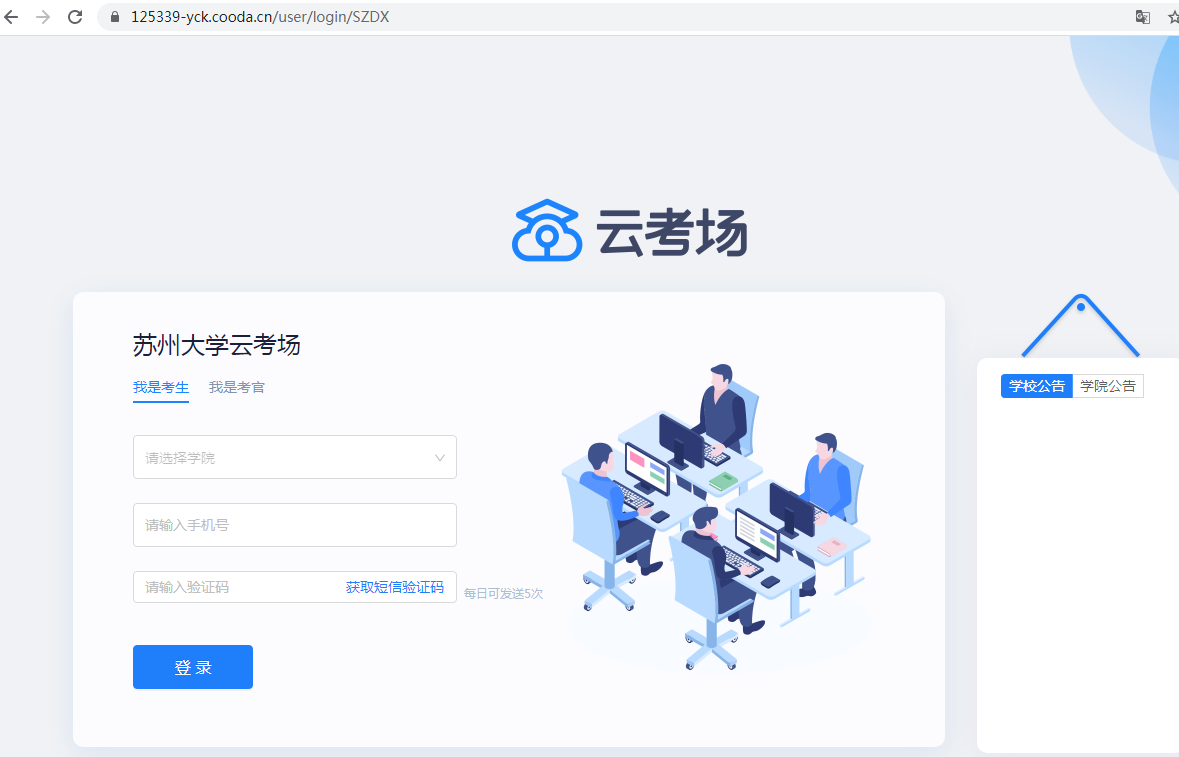 125339-yck.cooda.cn/user/login/SZDX
云考场
苏州大学云考场
我是考生 我是考官
请选择学院
请输入手机号
请输入验证码 获取短信验证码 每日可发送5次
登 录
学校公告 学院公告